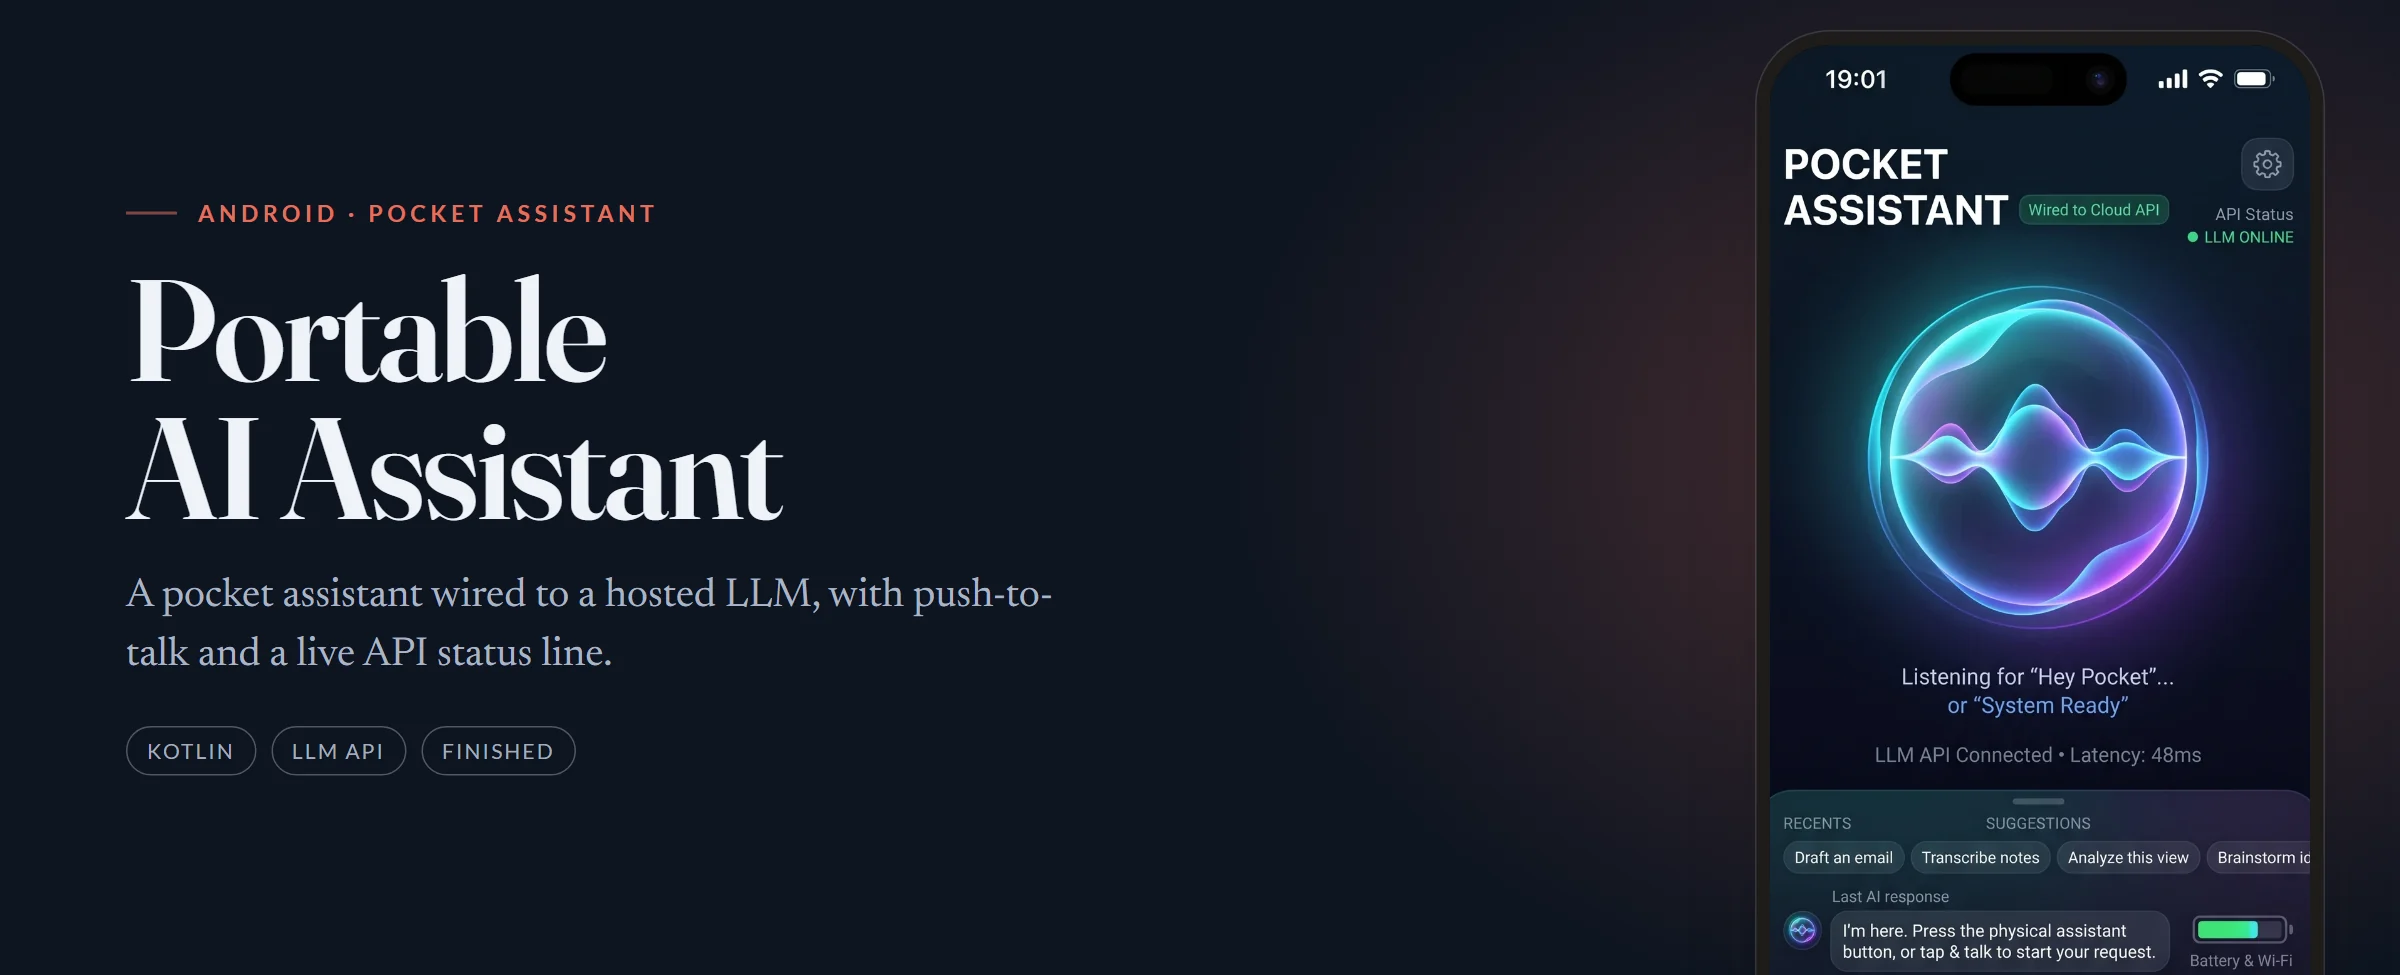 ANDROID · POCKET ASSISTANT
Portable
AI Assistant
A pocket assistant wired to a hosted LLM, with push-to-
talk and a live API status line.
KOTLIN
LLM API
FINISHED
19:01
POCKET
ASSISTANT
Wired to Cloud API
API Status
LLM ONLINE
Listening for “Hey Pocket”...
or “System Ready”
LLM API Connected • Latency: 48ms
RECENTS
SUGGESTIONS
Draft an email
Transcribe notes
Analyze this view
Brainstorm id
Last AI response
I’m here. Press the physical assistant
button, or tap & talk to start your request.
Battery & Wi-Fi